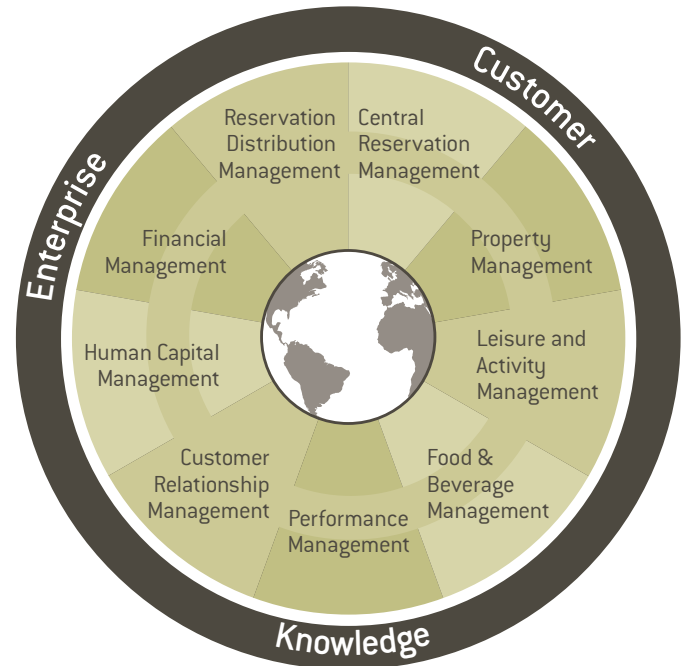 Customer
Enterprise
Knowledge
Reservation
Distribution
Management
Central
Reservation
Management
Property
Management
Leisure and
Activity
Management
Food &
Beverage
Management
Performance
Management
Customer
Relationship
Management
Human Capital
Management
Financial
Management